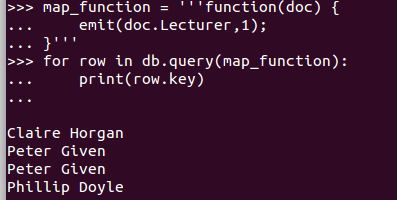 >>> map_function = '''function(doc) {
...     emit(doc.Lecturer,1);
... }'''
>>> for row in db.query(map_function):
...     print(row.key)
...
Claire Horgan
Peter Given
Peter Given
Phillip Doyle